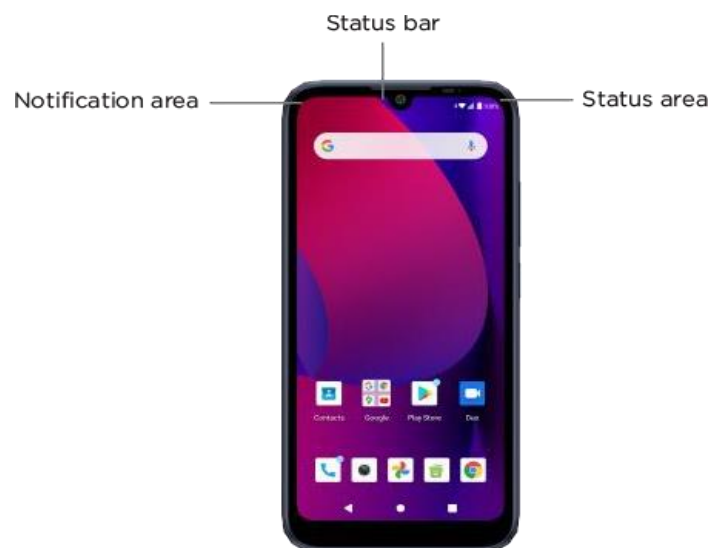 Status bar
Notification area
Status area
G
Contacts
Google
Play Store
Duo